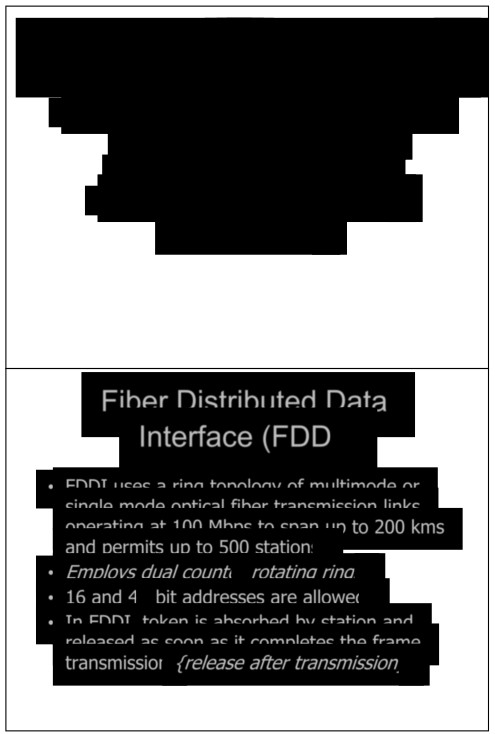 Fiber Distributed Data
Interface (FDD
• FDDI uses a ring topology of multimode or
single mode optical fiber transmission links
operating at 100 Mbps to span up to 200 kms
and permits up to 500 stations
• Employs dual count rotating ring
• 16 and 4 bit addresses are allowed
• In FDDI, token is absorbed by station and
released as soon as it completes the frame
transmission {release after transmission